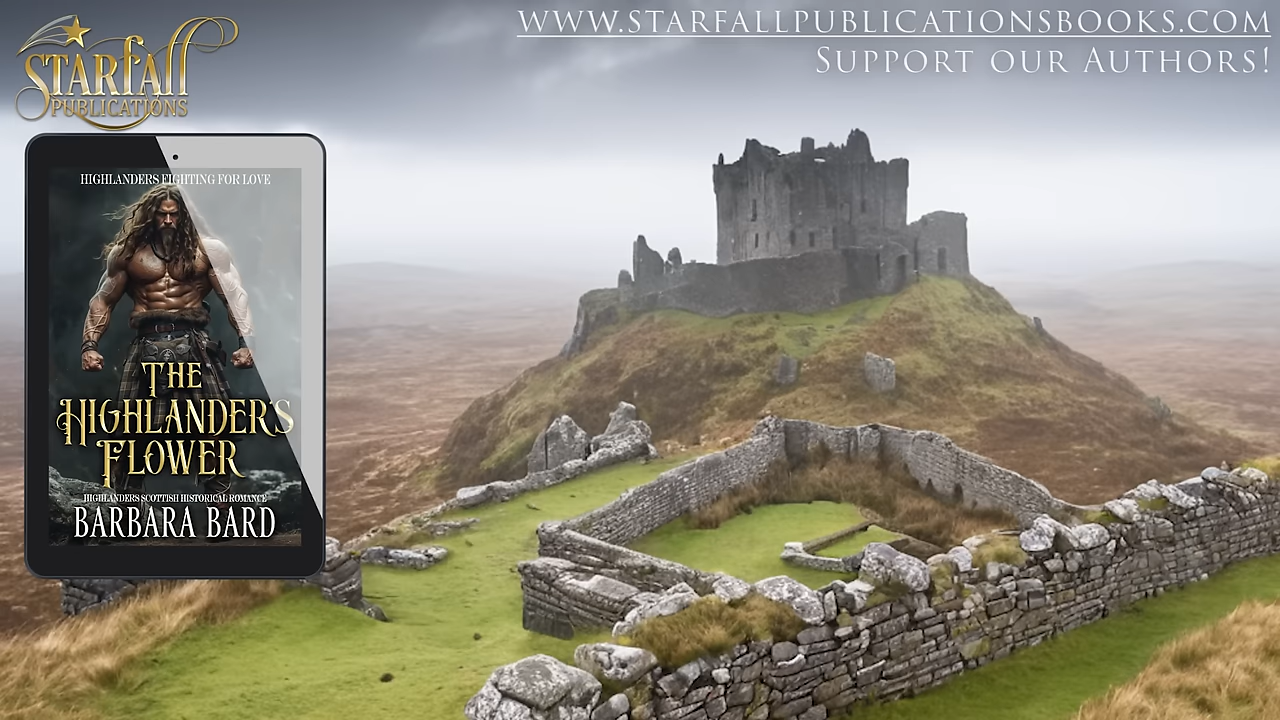 WWW.STARFALLPUBLICATIONSBOOKS.COM
SUPPORT OUR AUTHORS!
STARfall
PUBLICATIONS
HIGHLANDERS FIGHTING FOR LOVE
THE
HIGHLANDER'S
FLOWER
HIGHLANDERS SCOTTISH HISTORICAL ROMANCE
BARBARA BARD